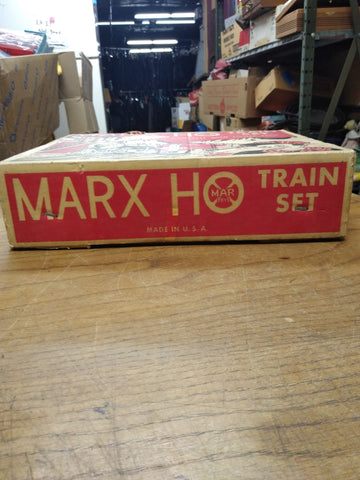 MARX HO TRAIN
SET
MAR
MADE IN U. S. A.